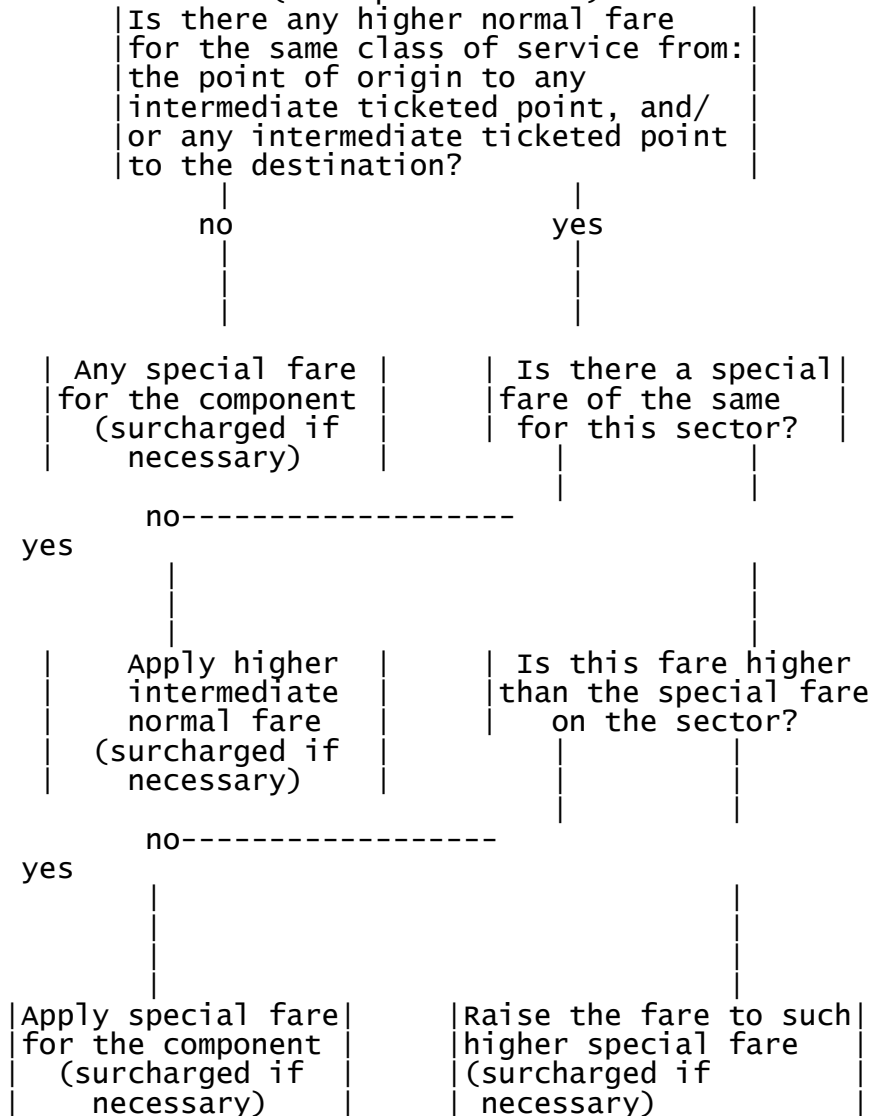 Is there any higher normal fare
for the same class of service from:
the point of origin to any
intermediate ticketed point, and/
or any intermediate ticketed point
to the destination?
no yes
Any special fare
for the component
(surcharged if
necessary)
Is there a special
fare of the same
for this sector?
no-------------------
yes
Apply higher
intermediate
normal fare
(surcharged if
necessary)
Is this fare higher
than the special fare
on the sector?
no------------------
yes
Apply special fare
for the component
(surcharged if
necessary)
Raise the fare to such
higher special fare
(surcharged if
necessary)